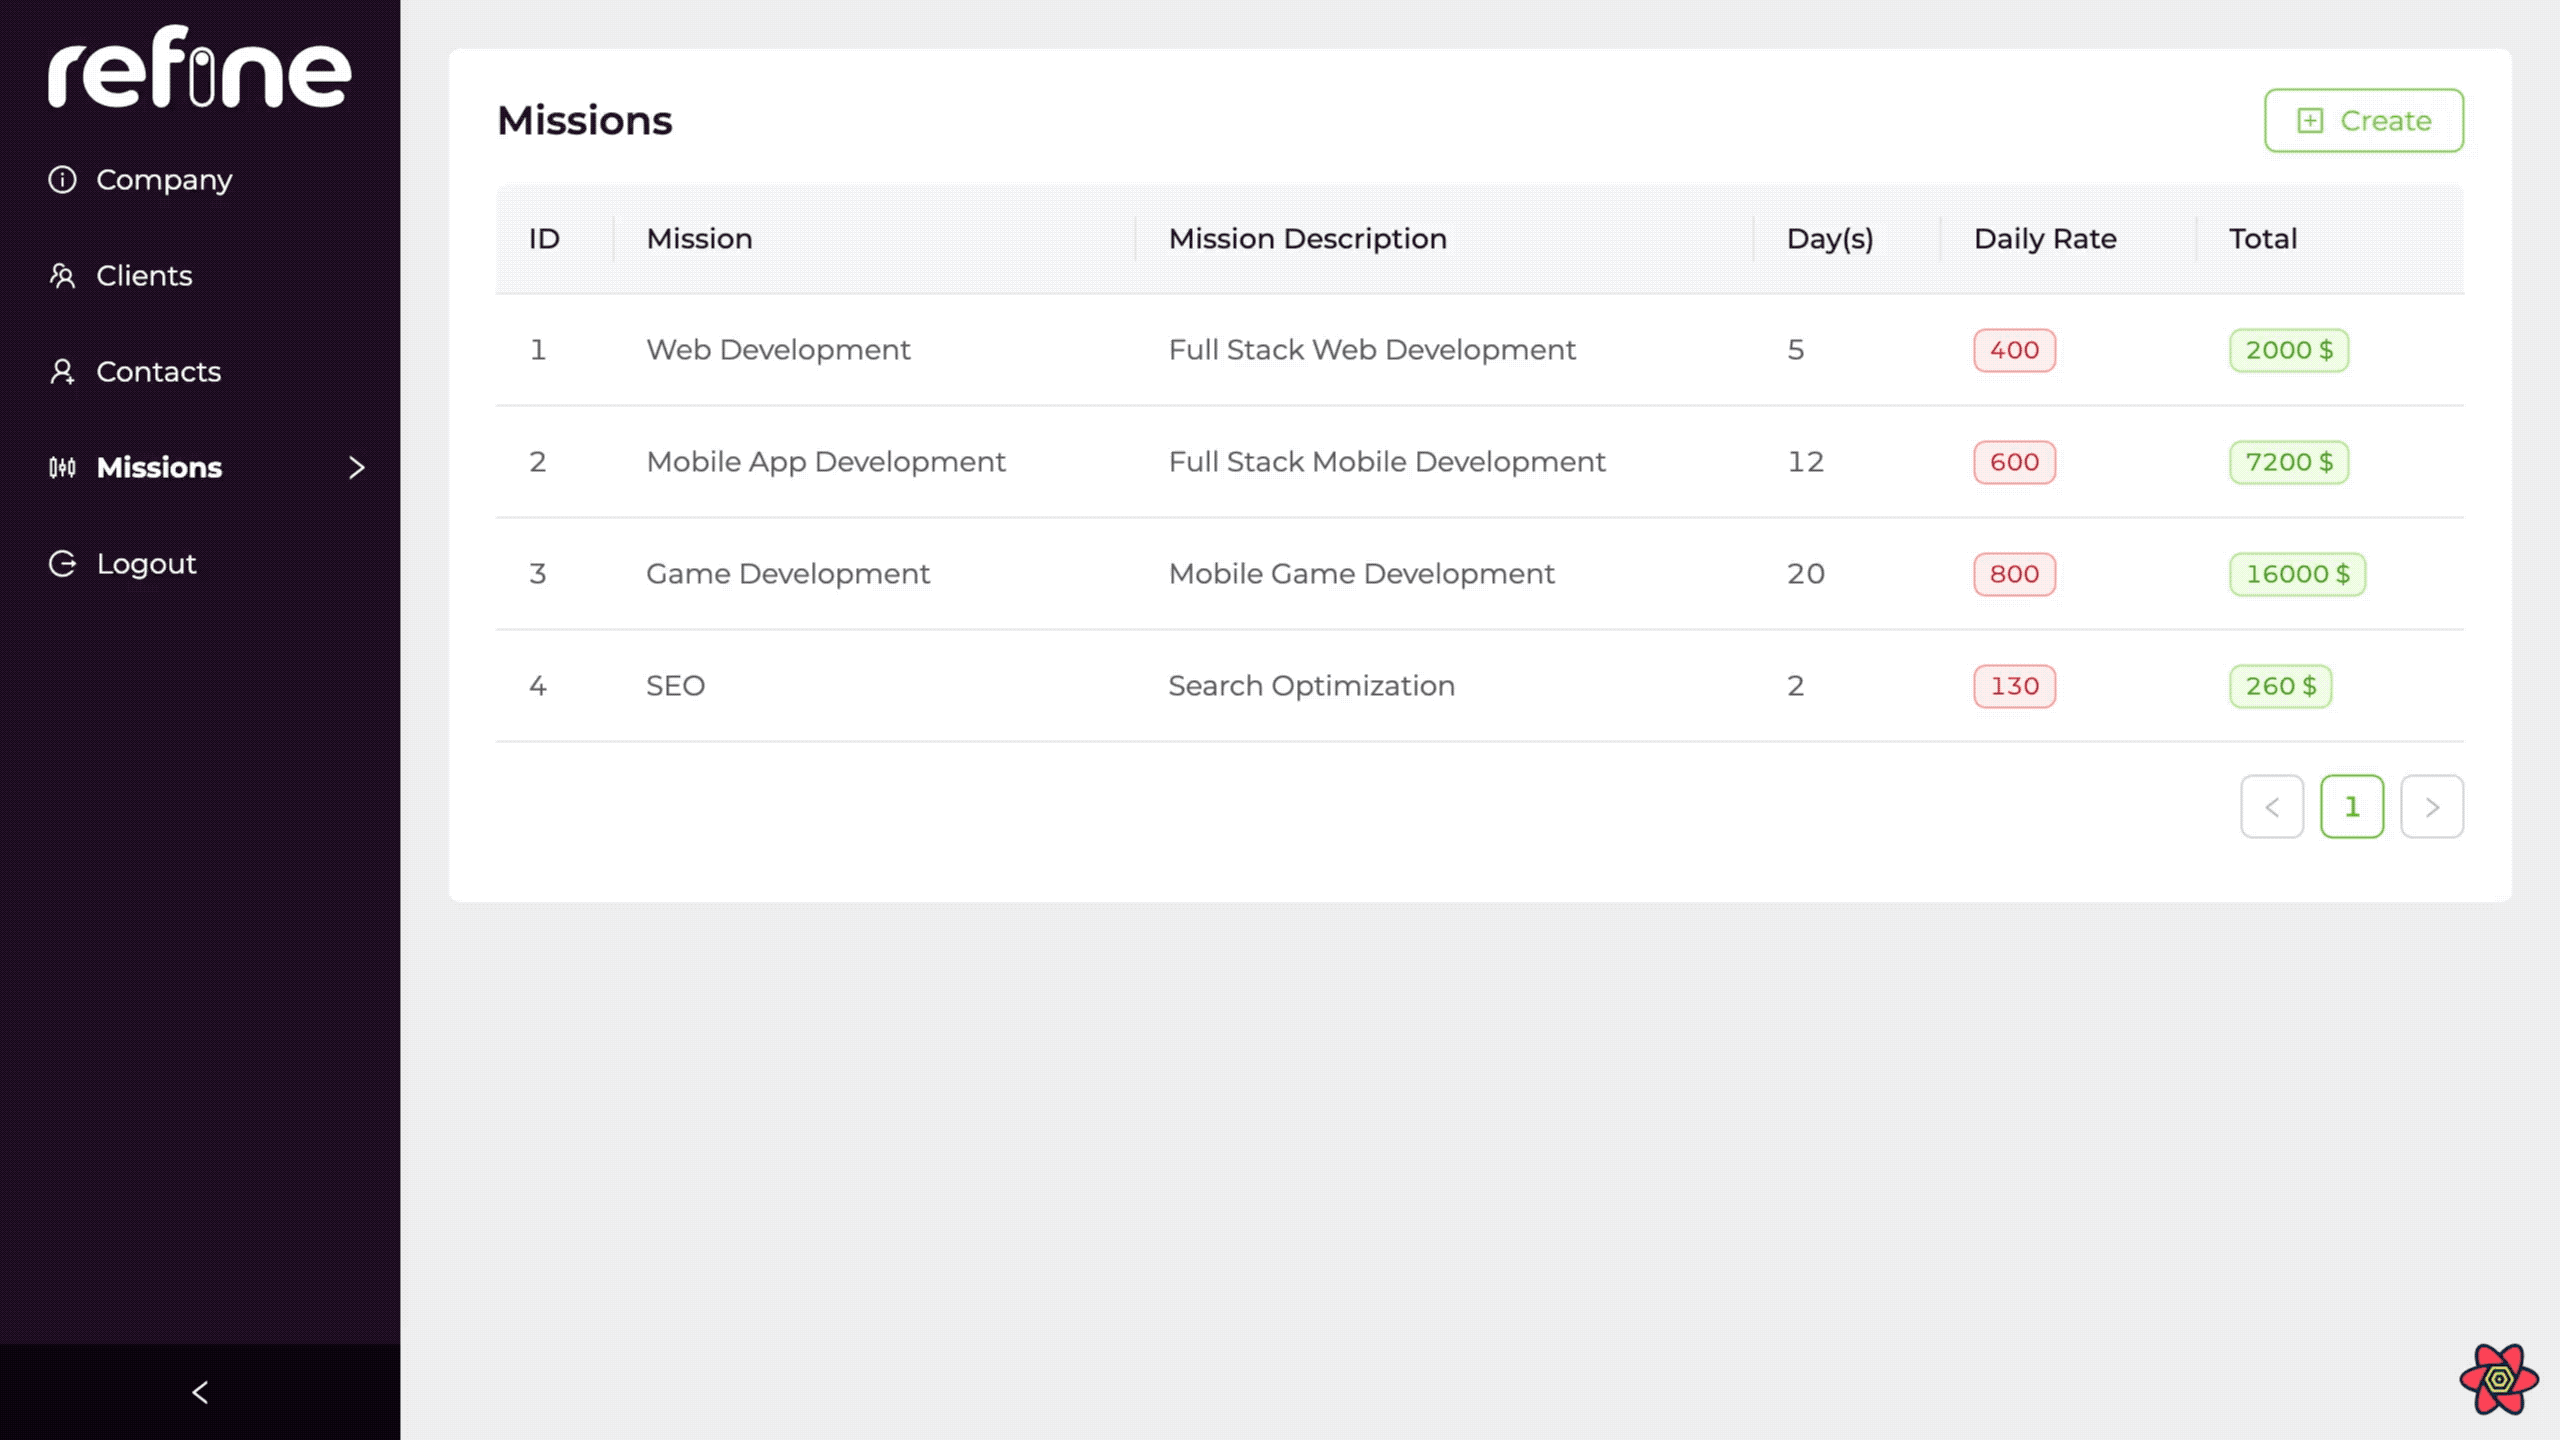 refine
Company
Clients
Contacts
Missions
Logout
Missions
Create
ID Mission Mission Description Day(s) Daily Rate Total
1 Web Development Full Stack Web Development 5 400 2000 $
2 Mobile App Development Full Stack Mobile Development 12 600 7200 $
3 Game Development Mobile Game Development 20 800 16000 $
4 SEO Search Optimization 2 130 260 $
1